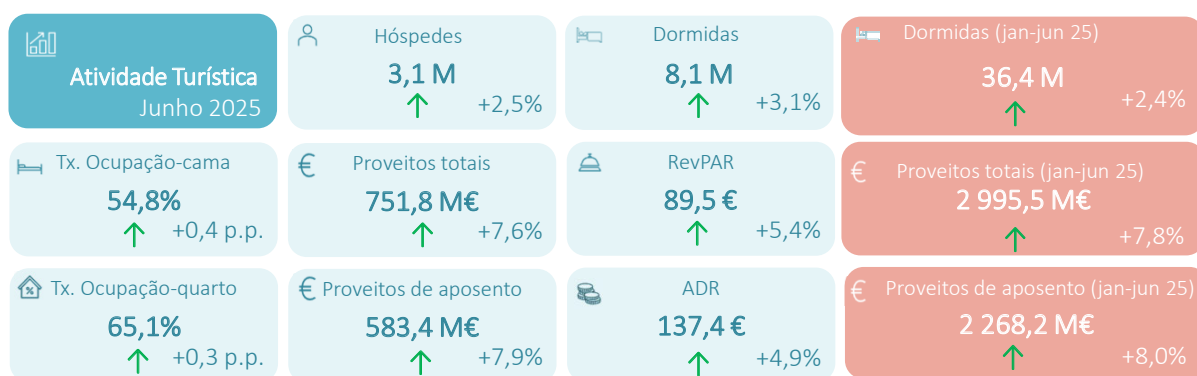 Atividade Turística
Junho 2025
Hóspedes
3,1 M
+2,5%
Dormidas
8,1 M
+3,1%
Dormidas (jan-jun 25)
36,4 M
+2,4%
Tx. Ocupação-cama
54,8%
+0,4 p.p.
€ Proveitos totais
751,8 M€
+7,6%
RevPAR
89,5 €
+5,4%
€ Proveitos totais (jan-jun 25)
2 995,5 M€
+7,8%
% Tx. Ocupação-quarto
65,1%
+0,3 p.p.
€ Proveitos de aposento
583,4 M€
+7,9%
ADR
137,4 €
+4,9%
€ Proveitos de aposento (jan-jun 25)
2 268,2 M€
+8,0%